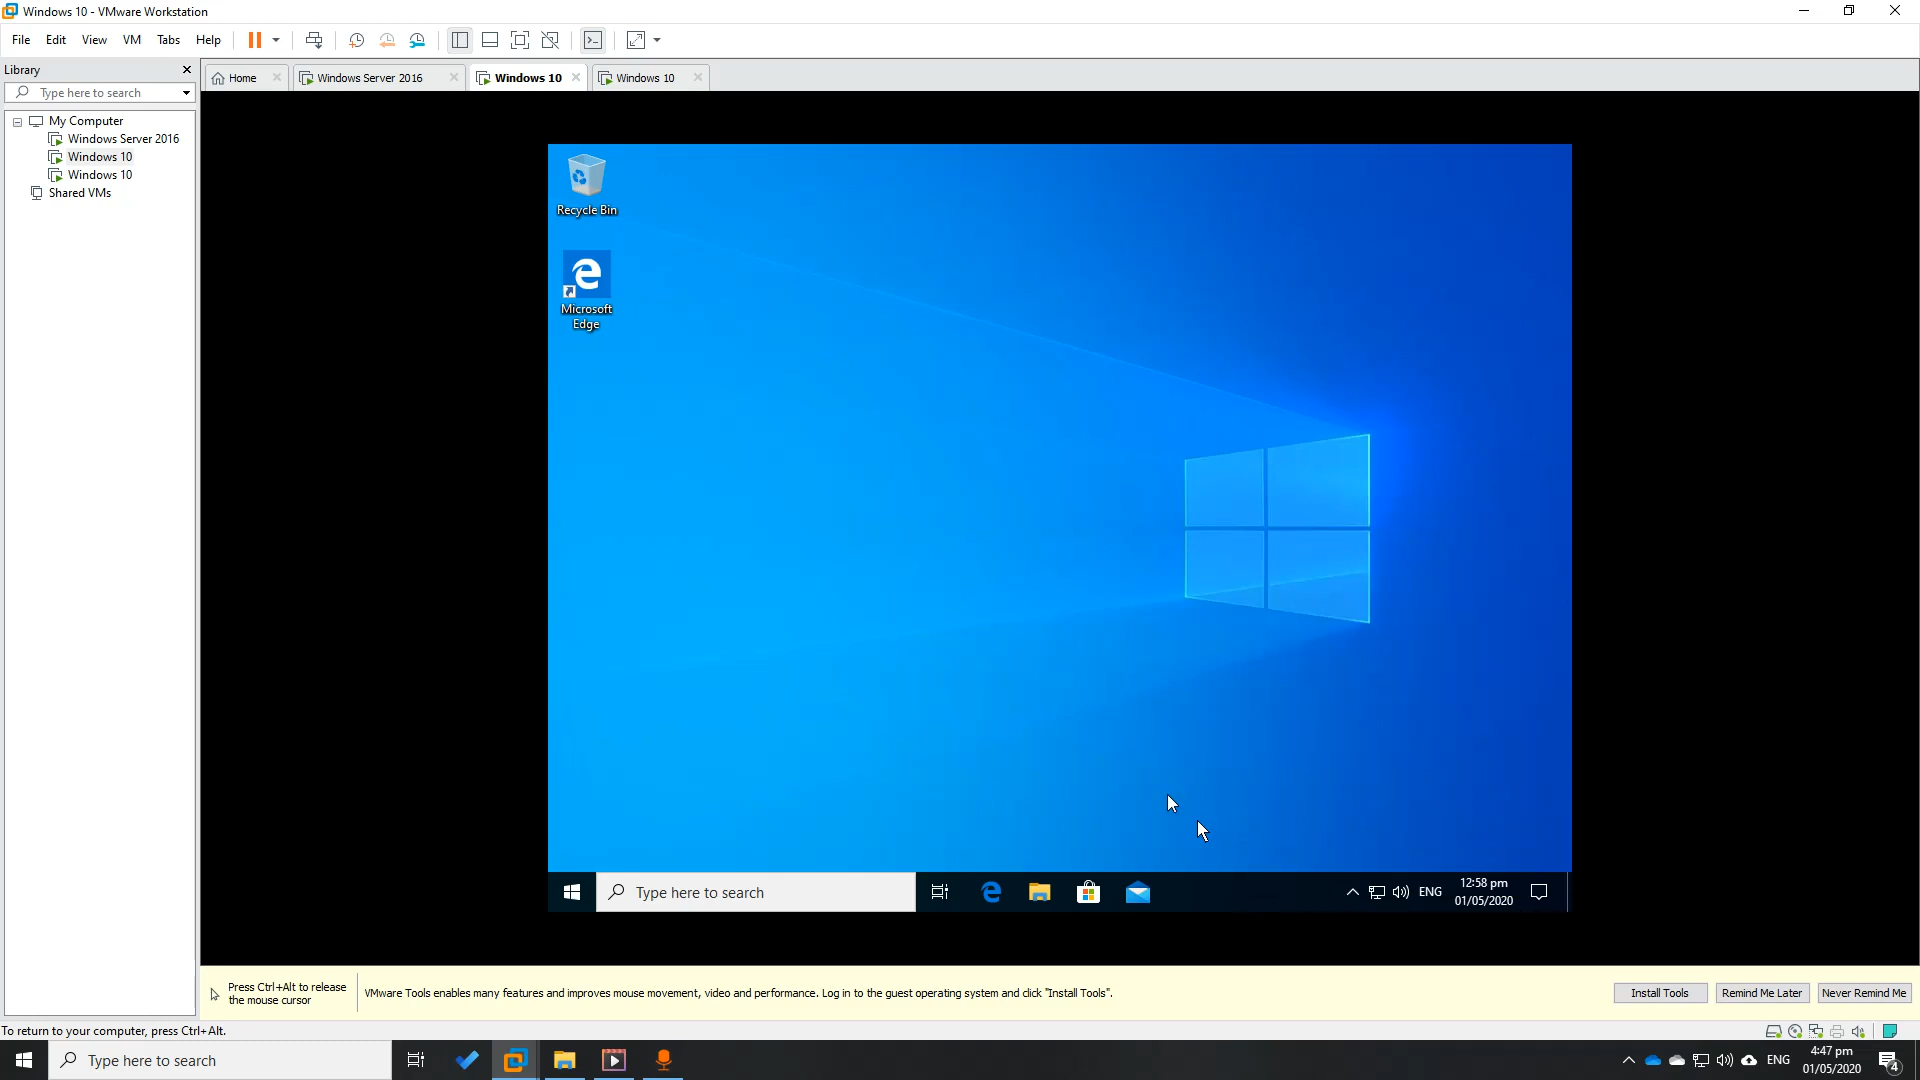 Windows 10 - VMware Workstation
File Edit View VM Tabs Help
Library
Type here to search
My Computer
Windows Server 2016
Windows 10
Windows 10
Shared VMs
Home
Windows Server 2016
Windows 10
Windows 10
Recycle Bin
Microsoft
Edge
Type here to search
ENG
12:58 pm
01/05/2020
Press Ctrl+Alt to release
the mouse cursor
VMware Tools enables many features and improves mouse movement, video and performance. Log in to the guest operating system and click "Install Tools".
Install Tools
Remind Me Later
Never Remind Me
To return to your computer, press Ctrl+Alt.
Type here to search
ENG
4:47 pm
01/05/2020
4